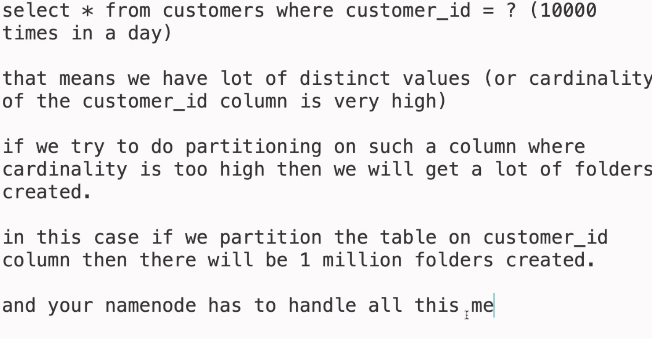 select * from customers where customer_id = ? (10000
times in a day)
that means we have lot of distinct values (or cardinality
of the customer_id column is very high)
if we try to do partitioning on such a column where
cardinality is too high then we will get a lot of folders
created.
in this case if we partition the table on customer_id
column then there will be 1 million folders created.
and your namenode has to handle all this me